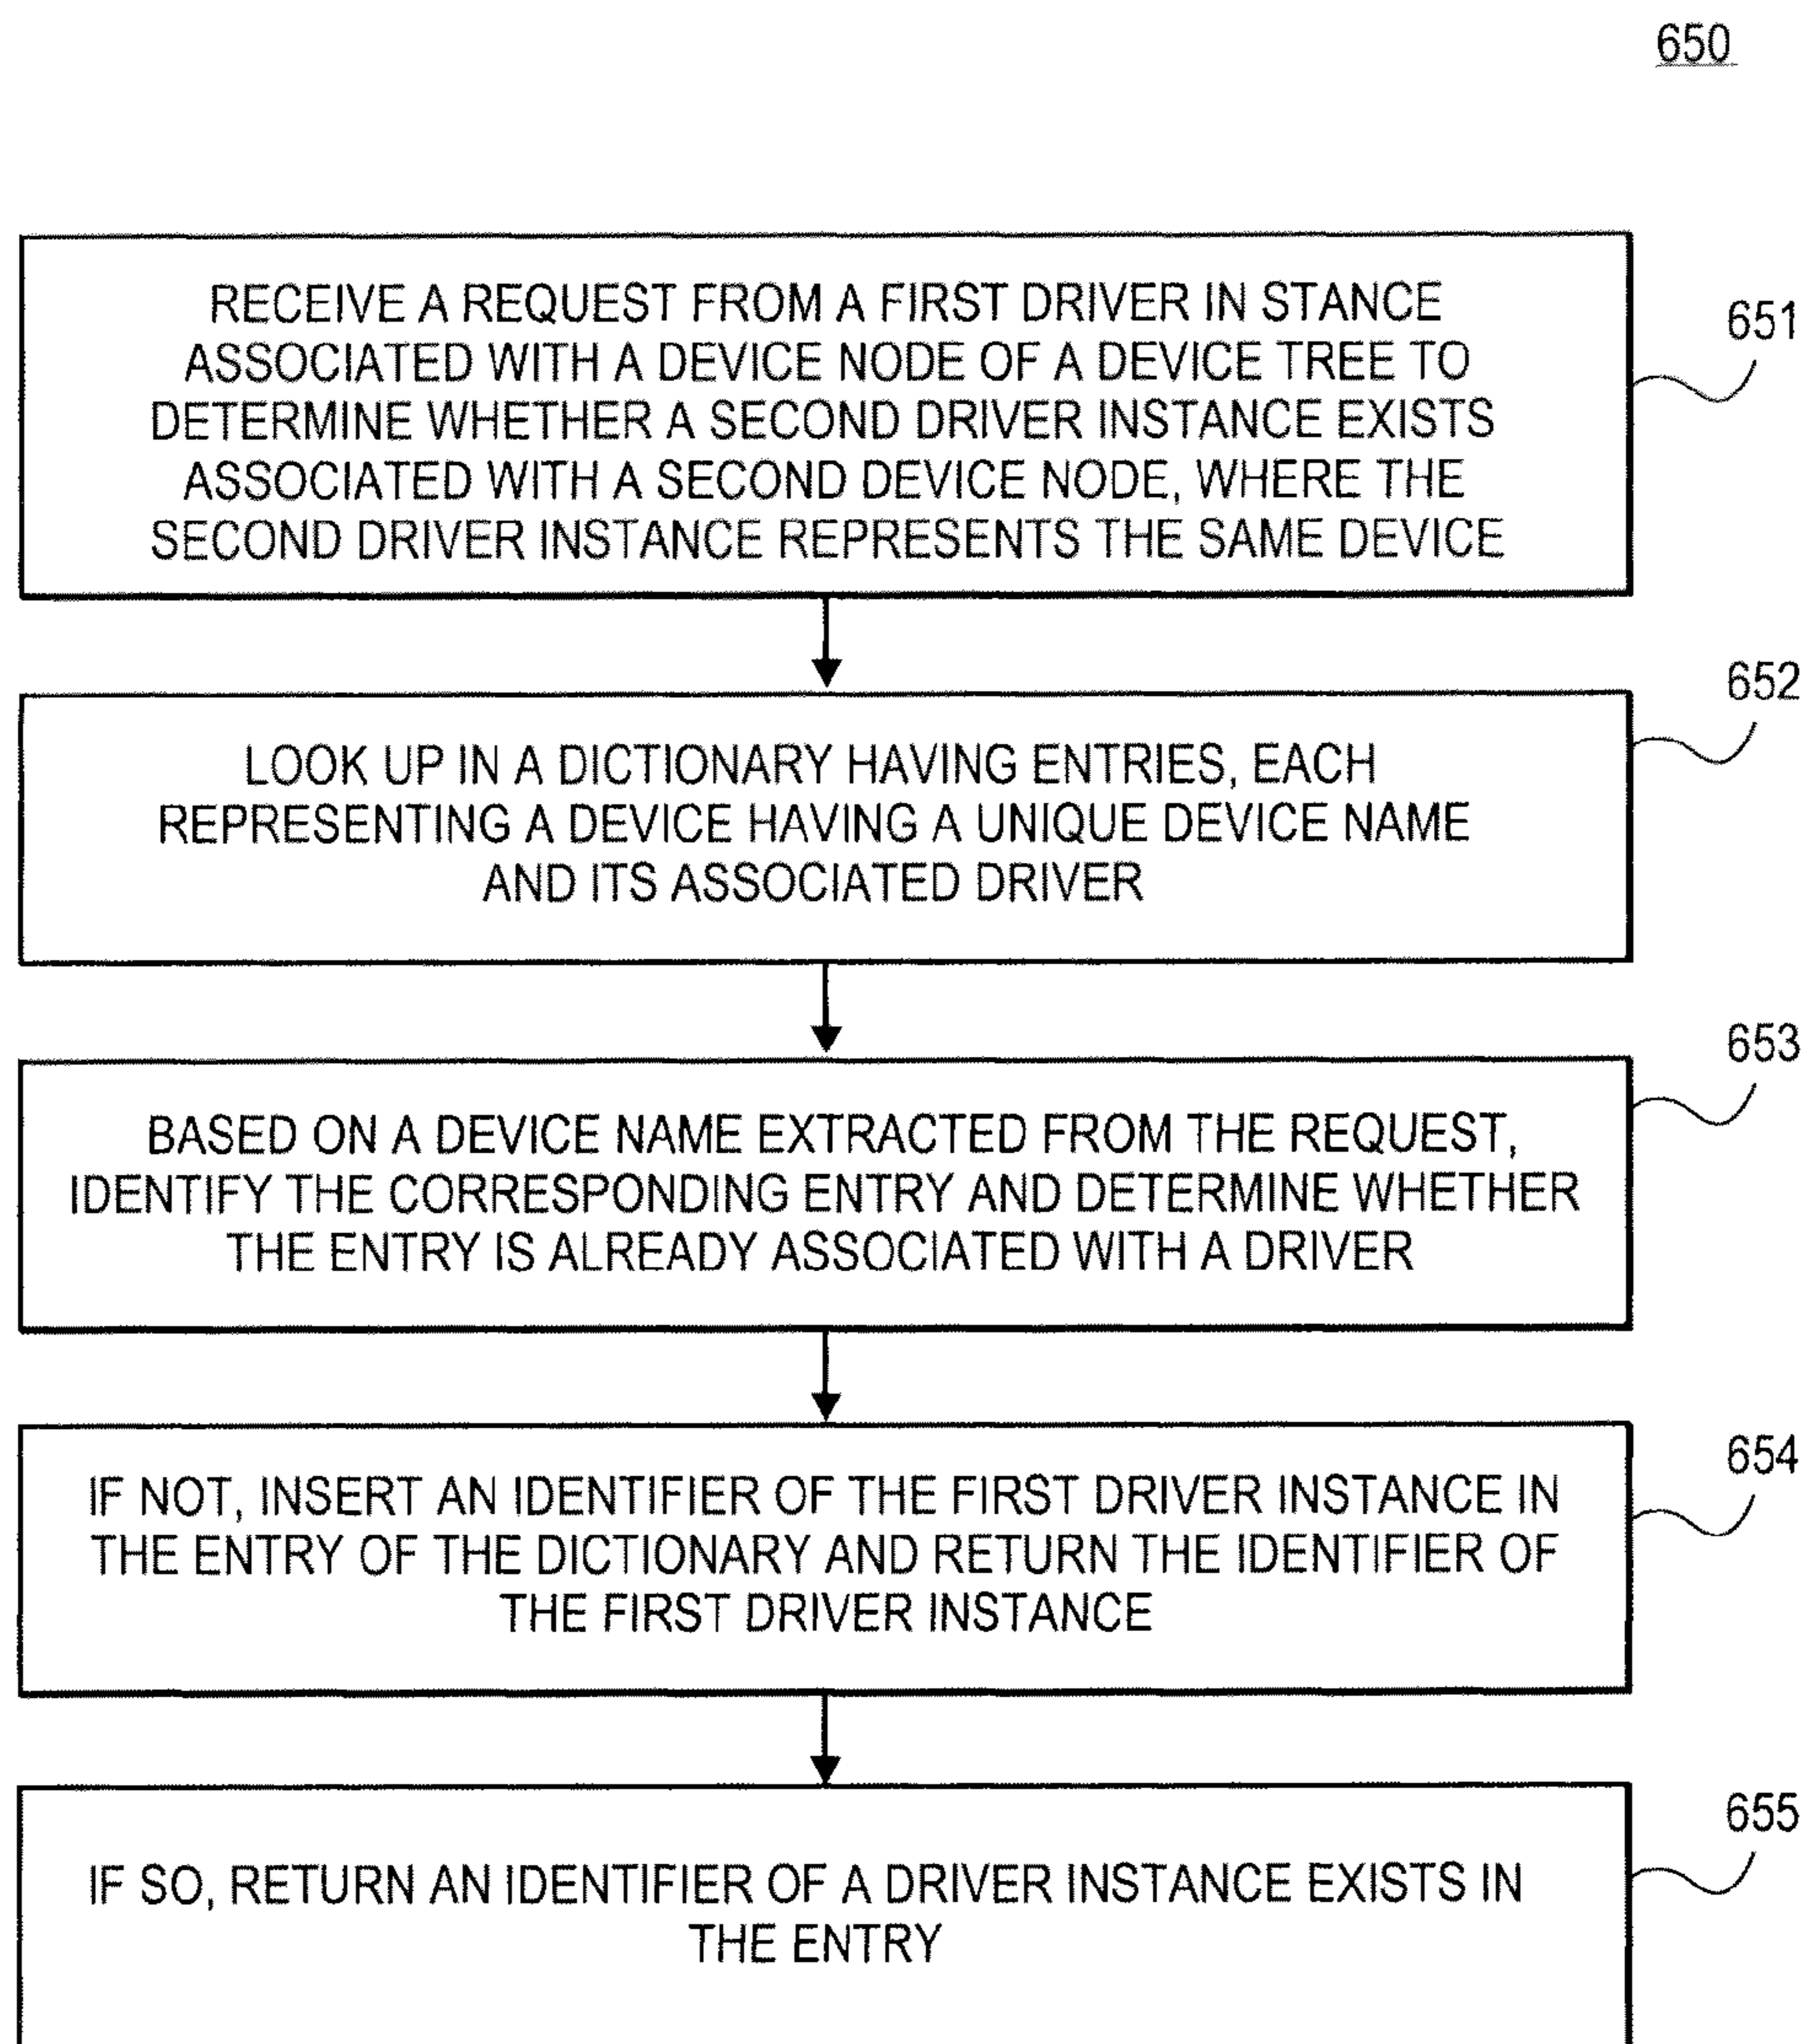 650
RECEIVE A REQUEST FROM A FIRST DRIVER IN STANCE
ASSOCIATED WITH A DEVICE NODE OF A DEVICE TREE TO
DETERMINE WHETHER A SECOND DRIVER INSTANCE EXISTS
ASSOCIATED WITH A SECOND DEVICE NODE, WHERE THE
SECOND DRIVER INSTANCE REPRESENTS THE SAME DEVICE
651
LOOK UP IN A DICTIONARY HAVING ENTRIES, EACH
REPRESENTING A DEVICE HAVING A UNIQUE DEVICE NAME
AND ITS ASSOCIATED DRIVER
652
BASED ON A DEVICE NAME EXTRACTED FROM THE REQUEST,
IDENTIFY THE CORRESPONDING ENTRY AND DETERMINE WHETHER
THE ENTRY IS ALREADY ASSOCIATED WITH A DRIVER
653
IF NOT, INSERT AN IDENTIFIER OF THE FIRST DRIVER INSTANCE IN
THE ENTRY OF THE DICTIONARY AND RETURN THE IDENTIFIER OF
THE FIRST DRIVER INSTANCE
654
IF SO, RETURN AN IDENTIFIER OF A DRIVER INSTANCE EXISTS IN
THE ENTRY
655